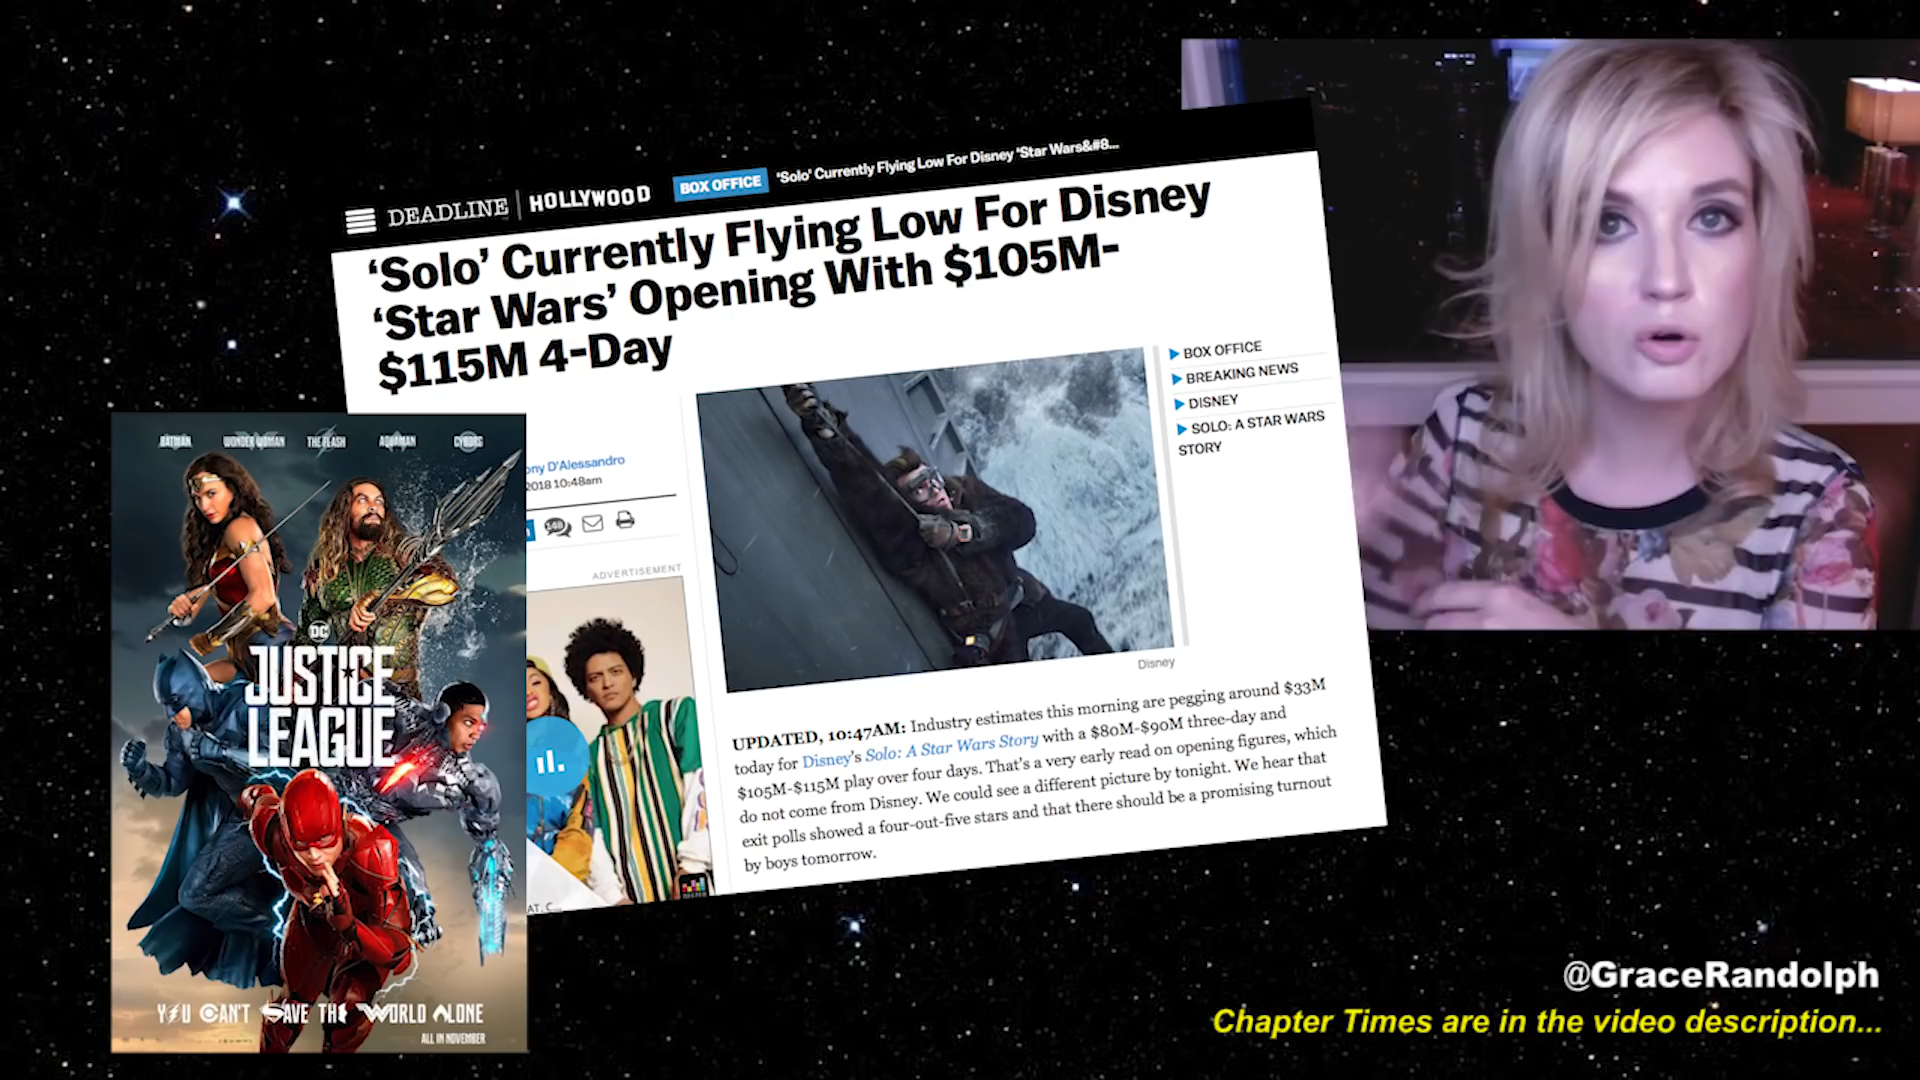 DEADLINE | HOLLYWOOD BOX OFFICE 'Solo' Currently Flying Low For Disney 'Star Wars&#8...
‘Solo’ Currently Flying Low For Disney
‘Star Wars’ Opening With $105M-
$115M 4-Day
BOX OFFICE
BREAKING NEWS
DISNEY
SOLO: A STAR WARS
STORY
ony D'Alessandro
2018 10:48am
148
ADVERTISEMENT
Disney
UPDATED, 10:47AM: Industry estimates this morning are pegging around $33M
today for Disney’s Solo: A Star Wars Story with a $80M-$90M three-day and
$105M-$115M play over four days. That’s a very early read on opening figures, which
do not come from Disney. We could see a different picture by tonight. We hear that
exit polls showed a four-out-five stars and that there should be a promising turnout
by boys tomorrow.
AT. C...
BATMAN WONDER WOMAN THE FLASH AQUAMAN CYBORG
DC
JUSTICE
LEAGUE
YOU CAN'T SAVE THE WORLD ALONE
ALL IN NOVEMBER
@GraceRandolph
Chapter Times are in the video description...